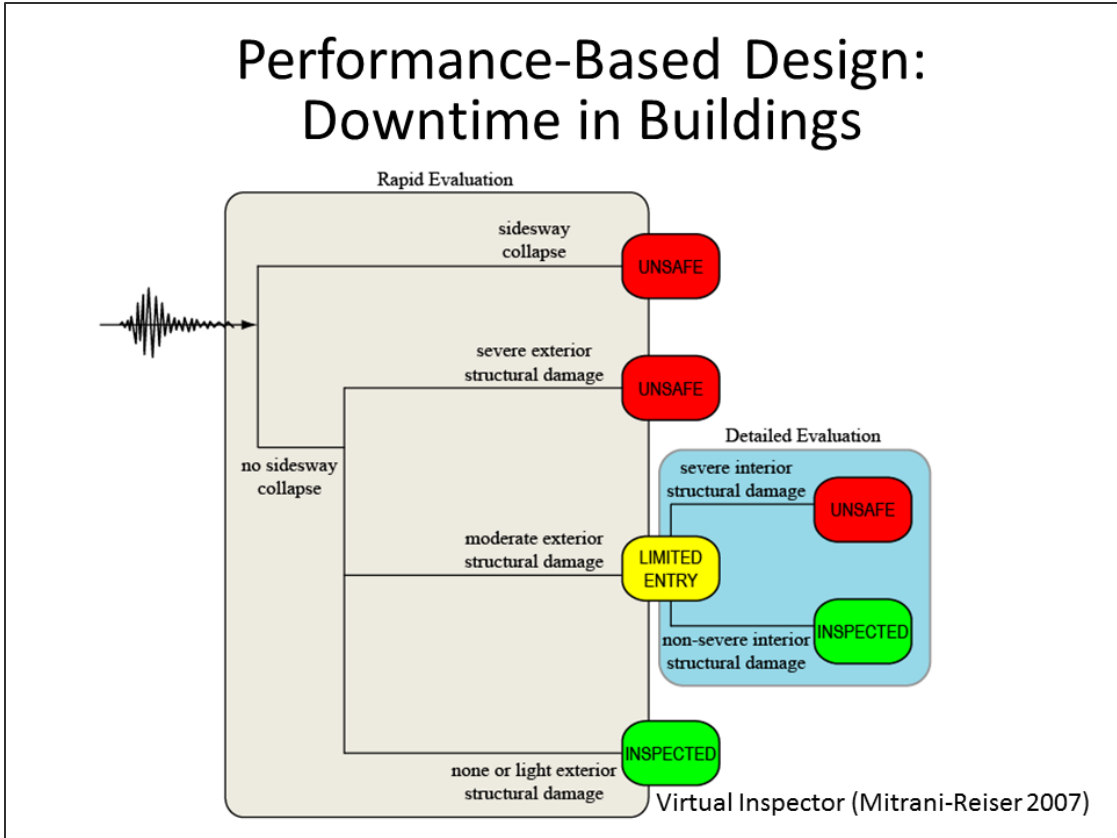 Performance-Based Design:
Downtime in Buildings
Rapid Evaluation
sidesway
collapse
UNSAFE
severe exterior
structural damage
UNSAFE
no sidesway
collapse
Detailed Evaluation
severe interior
structural damage
UNSAFE
moderate exterior
structural damage
LIMITED
ENTRY
INSPECTED
non-severe interior
structural damage
INSPECTED
none or light exterior
structural damage
Virtual Inspector (Mitrani-Reiser 2007)